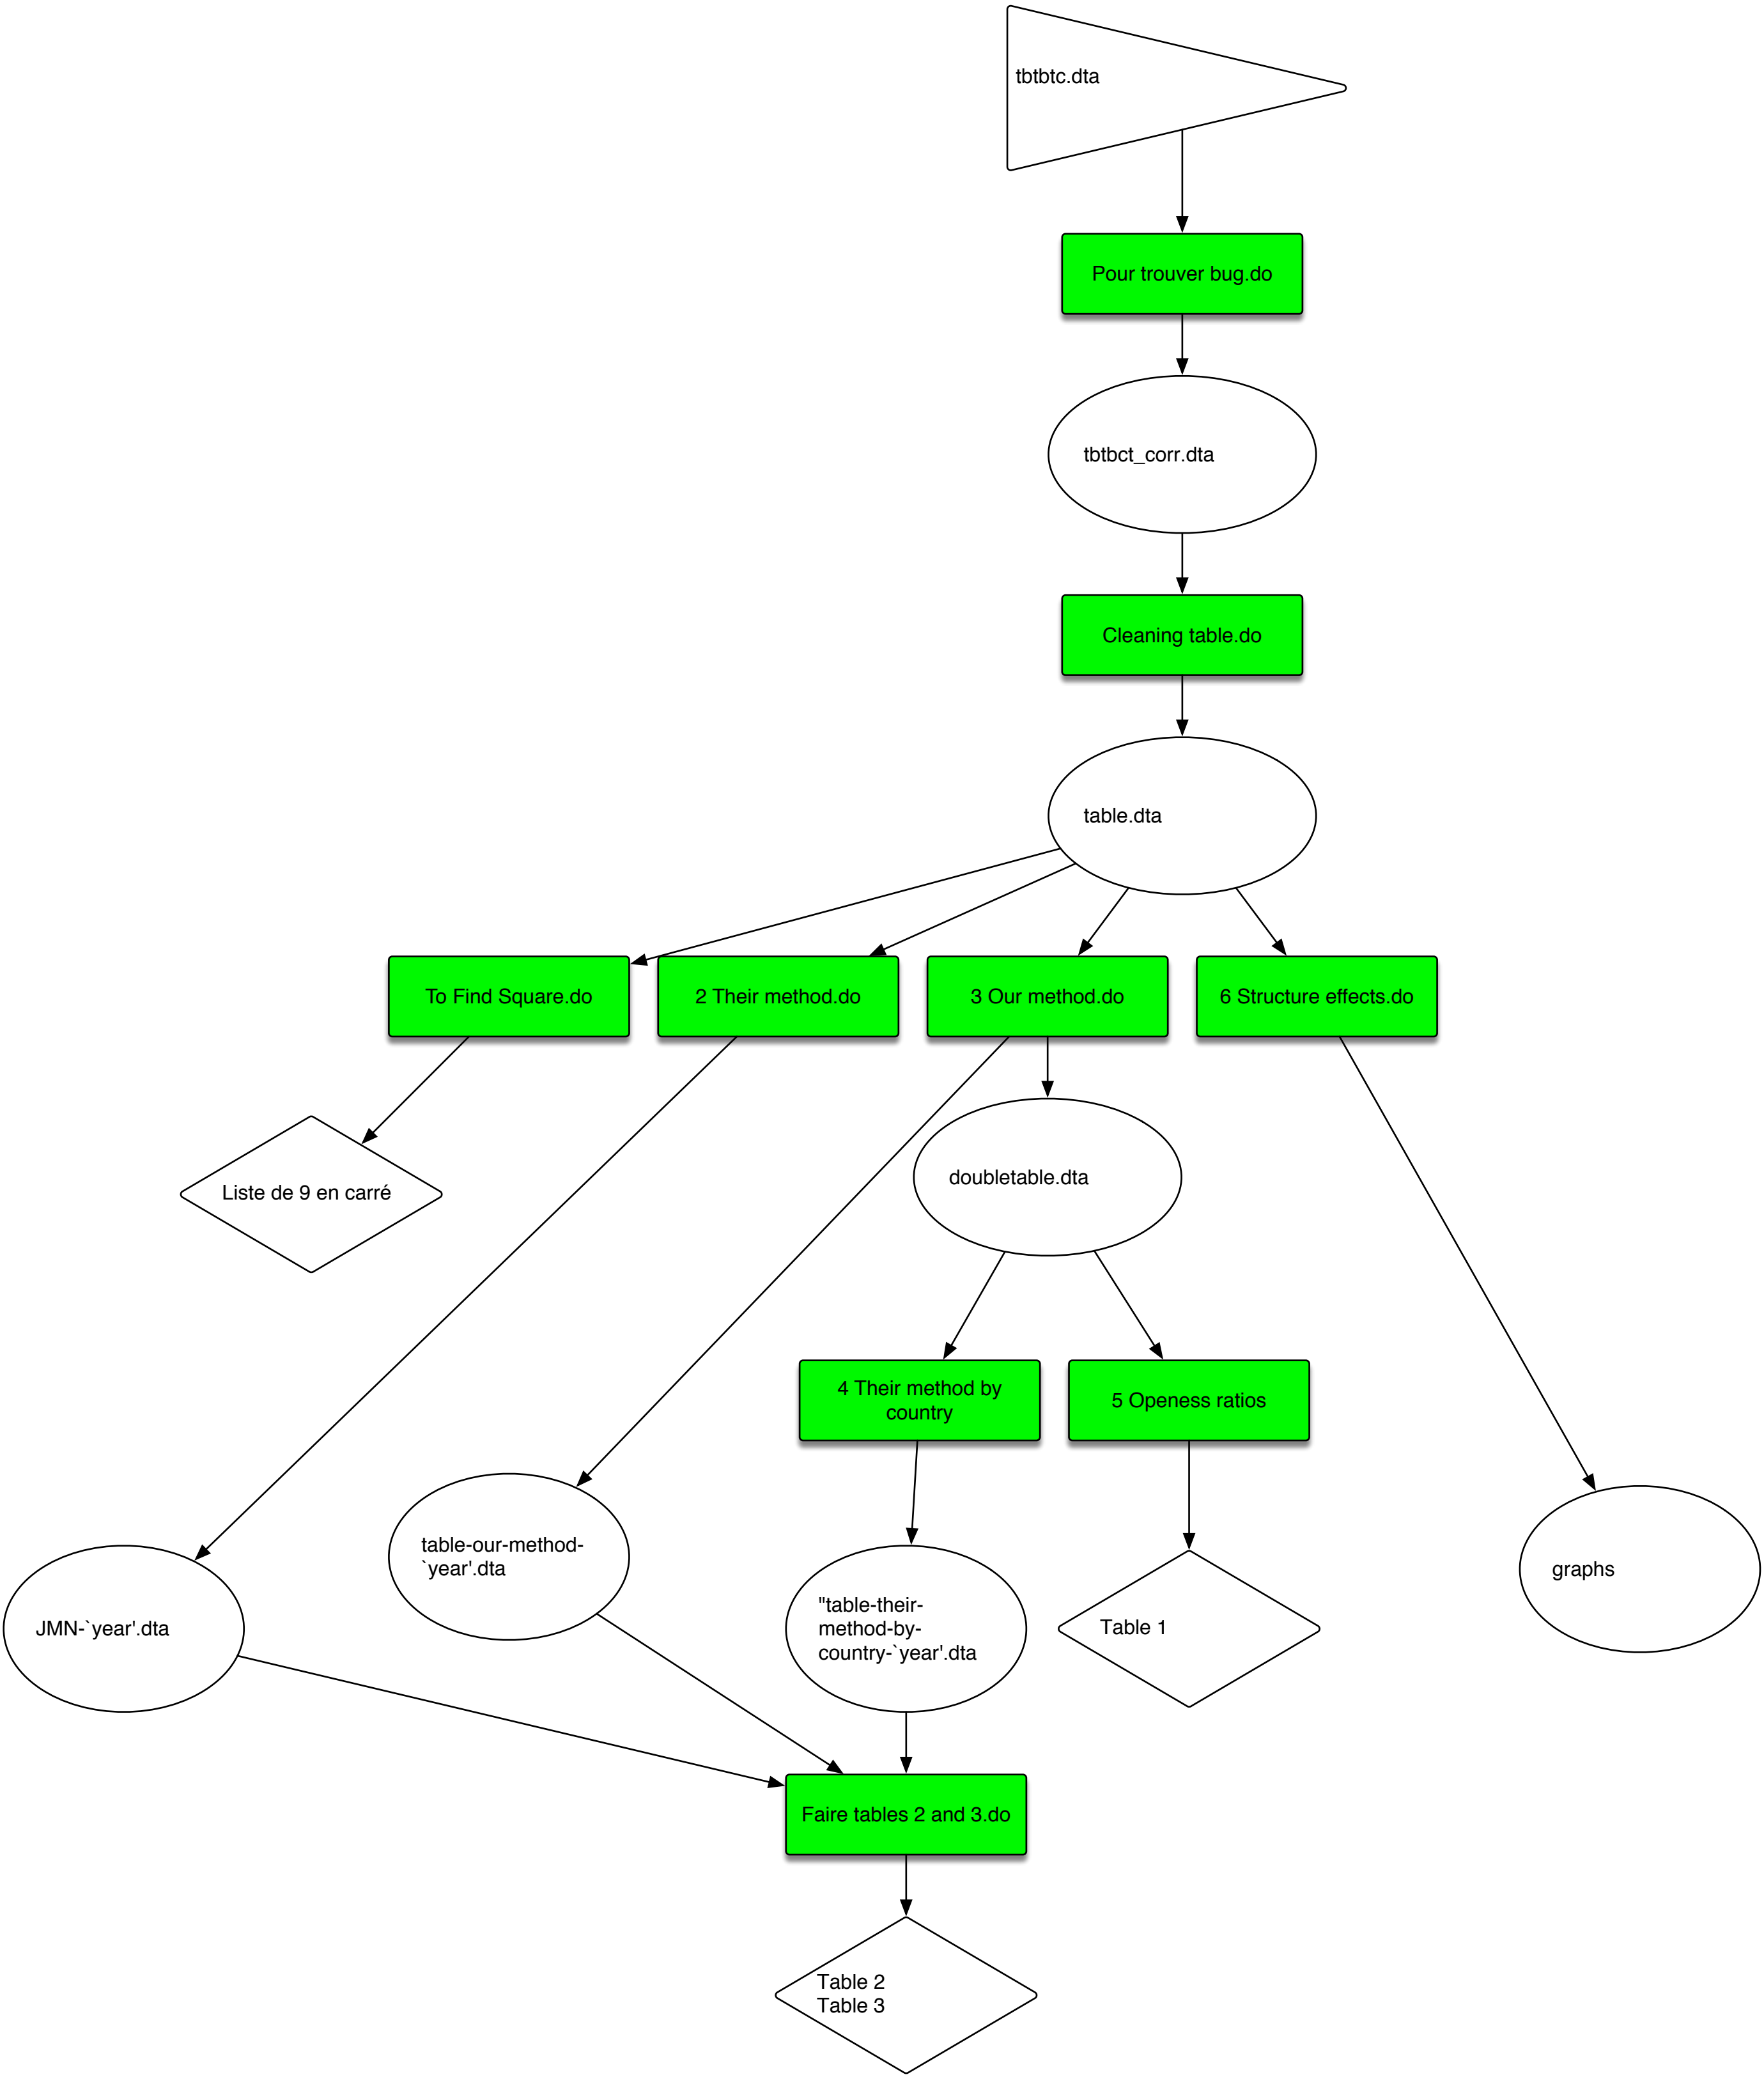 tbtbtc.dta
Pour trouver bug.do
tbtbct_corr.dta
Cleaning table.do
table.dta
To Find Square.do
2 Their method.do
3 Our method.do
6 Structure effects.do
Liste de 9 en carré
doubletable.dta
4 Their method by
country
5 Openess ratios
table-our-method-
`year'.dta
graphs
JMN-`year'.dta
"table-their-
method-by-
country-`year'.dta
Table 1
Faire tables 2 and 3.do
Table 2
Table 3